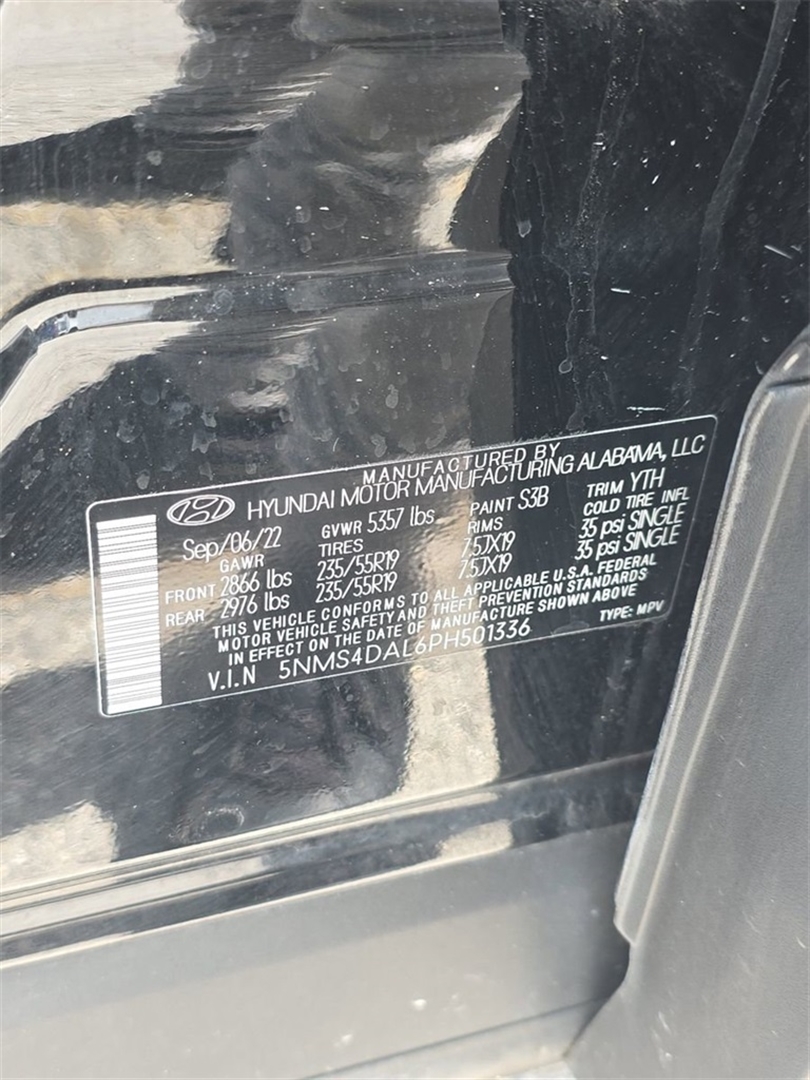 MANUFACTURED BY
HYUNDAI MOTOR MANUFACTURING ALABAMA, LLC
Sep/06/22 GVWR 5357 lbs PAINT S3B TRIM YTH
GAWR TIRES RIMS COLD TIRE INFL
FRONT 2866 lbs 235/55R19 7.5JX19 35 psi SINGLE
REAR 2976 lbs 235/55R19 7.5JX19 35 psi SINGLE
THIS VEHICLE CONFORMS TO ALL APPLICABLE U.S.A. FEDERAL
MOTOR VEHICLE SAFETY AND THEFT PREVENTION STANDARDS
IN EFFECT ON THE DATE OF MANUFACTURE SHOWN ABOVE
V.I.N 5NMS4DAL6PH501336 TYPE: MPV